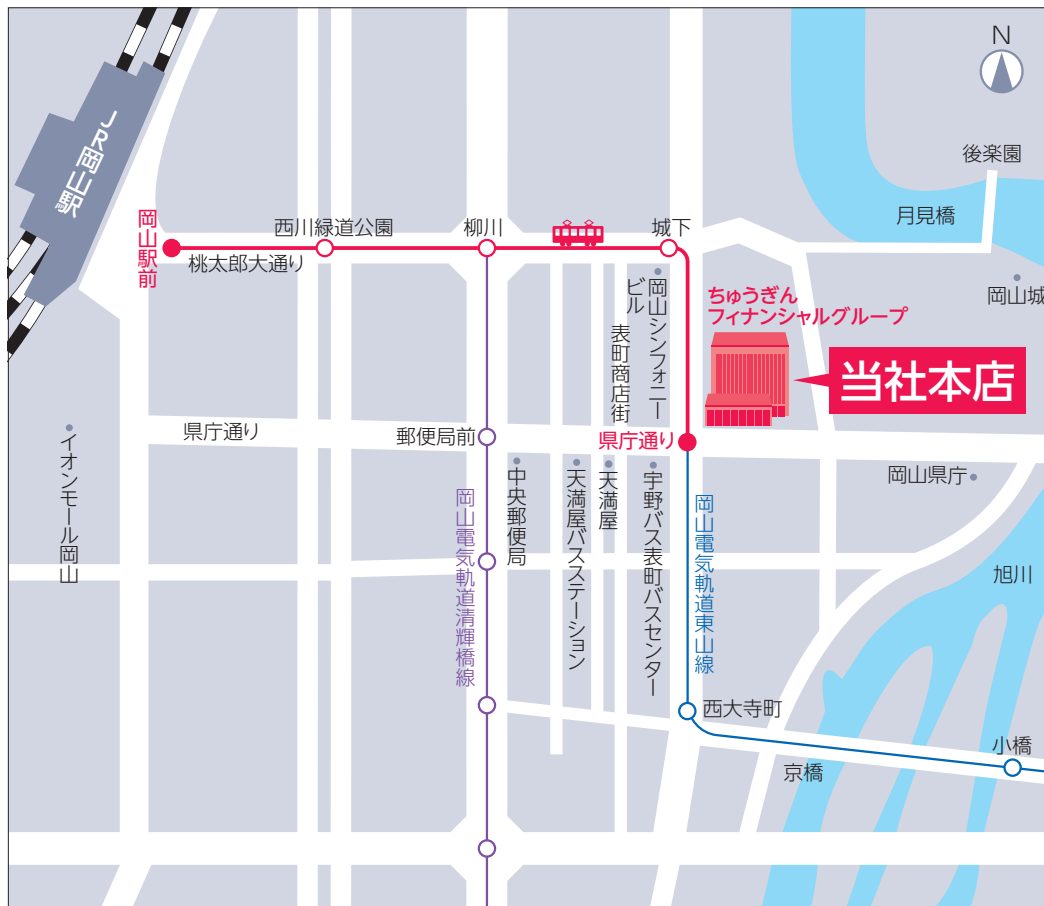 N
JR岡山駅
後楽園
月見橋
岡山駅前
西川緑道公園
柳川
城下
桃太郎大通り
岡山城
岡山シンフォニー
ビル
ちゅうぎん
フィナンシャルグループ
表町商店街
当社本店
県庁通り
郵便局前
県庁通り
イオンモール岡山
中央郵便局
天満屋バスステーション
天満屋
宇野バス表町バスセンター
岡山県庁
岡山電気軌道清輝橋線
岡山電気軌道東山線
旭川
西大寺町
小橋
京橋